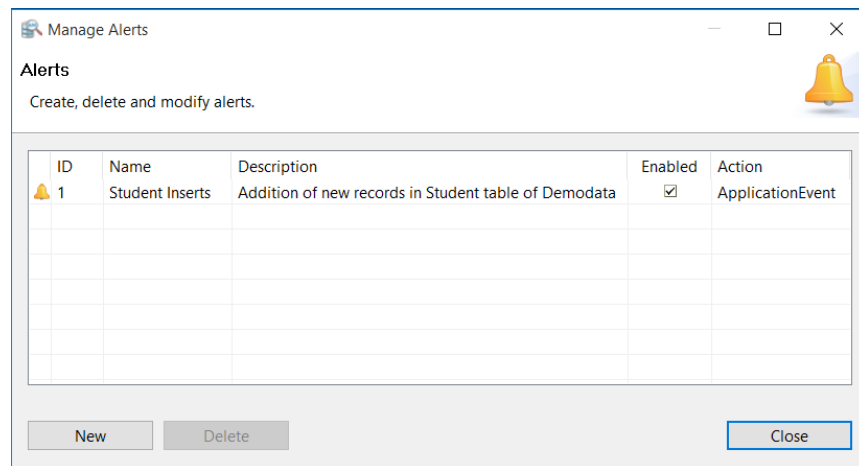 Manage Alerts
Alerts
Create, delete and modify alerts.
ID Name Description Enabled Action
1 Student Inserts Addition of new records in Student table of Demodata ApplicationEvent
New Delete Close